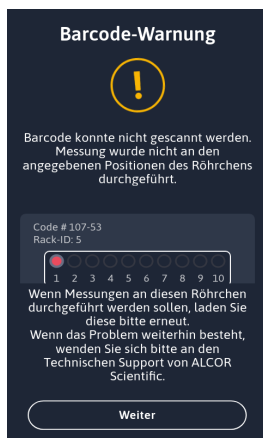 Barcode-Warnung
!
Barcode konnte nicht gescannt werden.
Messung wurde nicht an den
angegebenen Positionen des Röhrchens
durchgeführt.
Code # 107-53
Rack-ID: 5
1 2 3 4 5 6 7 8 9 10
Wenn Messungen an diesen Röhrchen
durchgeführt werden sollen, laden Sie
diese bitte erneut.
Wenn das Problem weiterhin besteht,
wenden Sie sich bitte an den
Technischen Support von ALCOR
Scientific.
Weiter